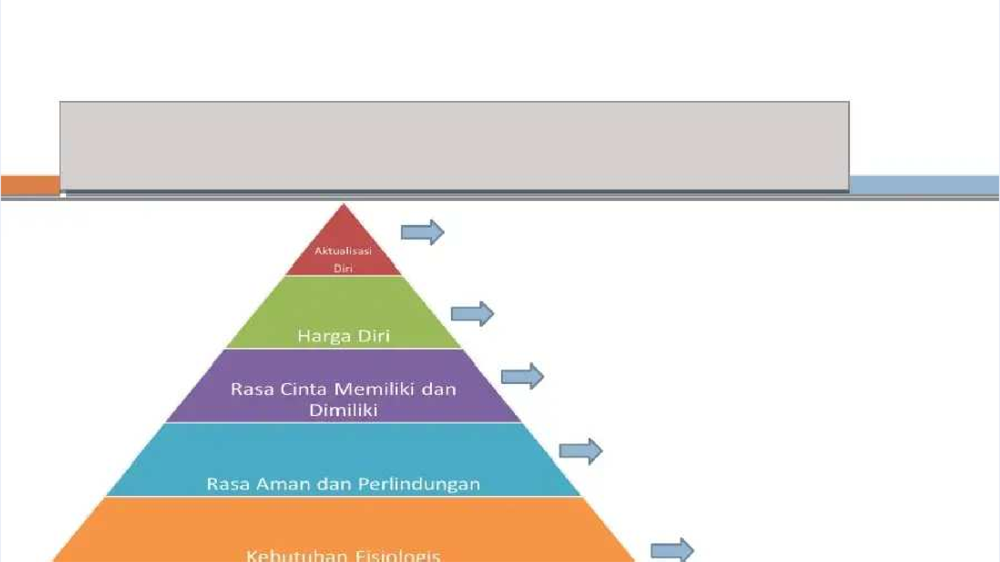 Aktualisasi
Diri
Harga Diri
Rasa Cinta Memiliki dan
Dimiliki
Rasa Aman dan Perlindungan
Kebutuhan Fisiologis